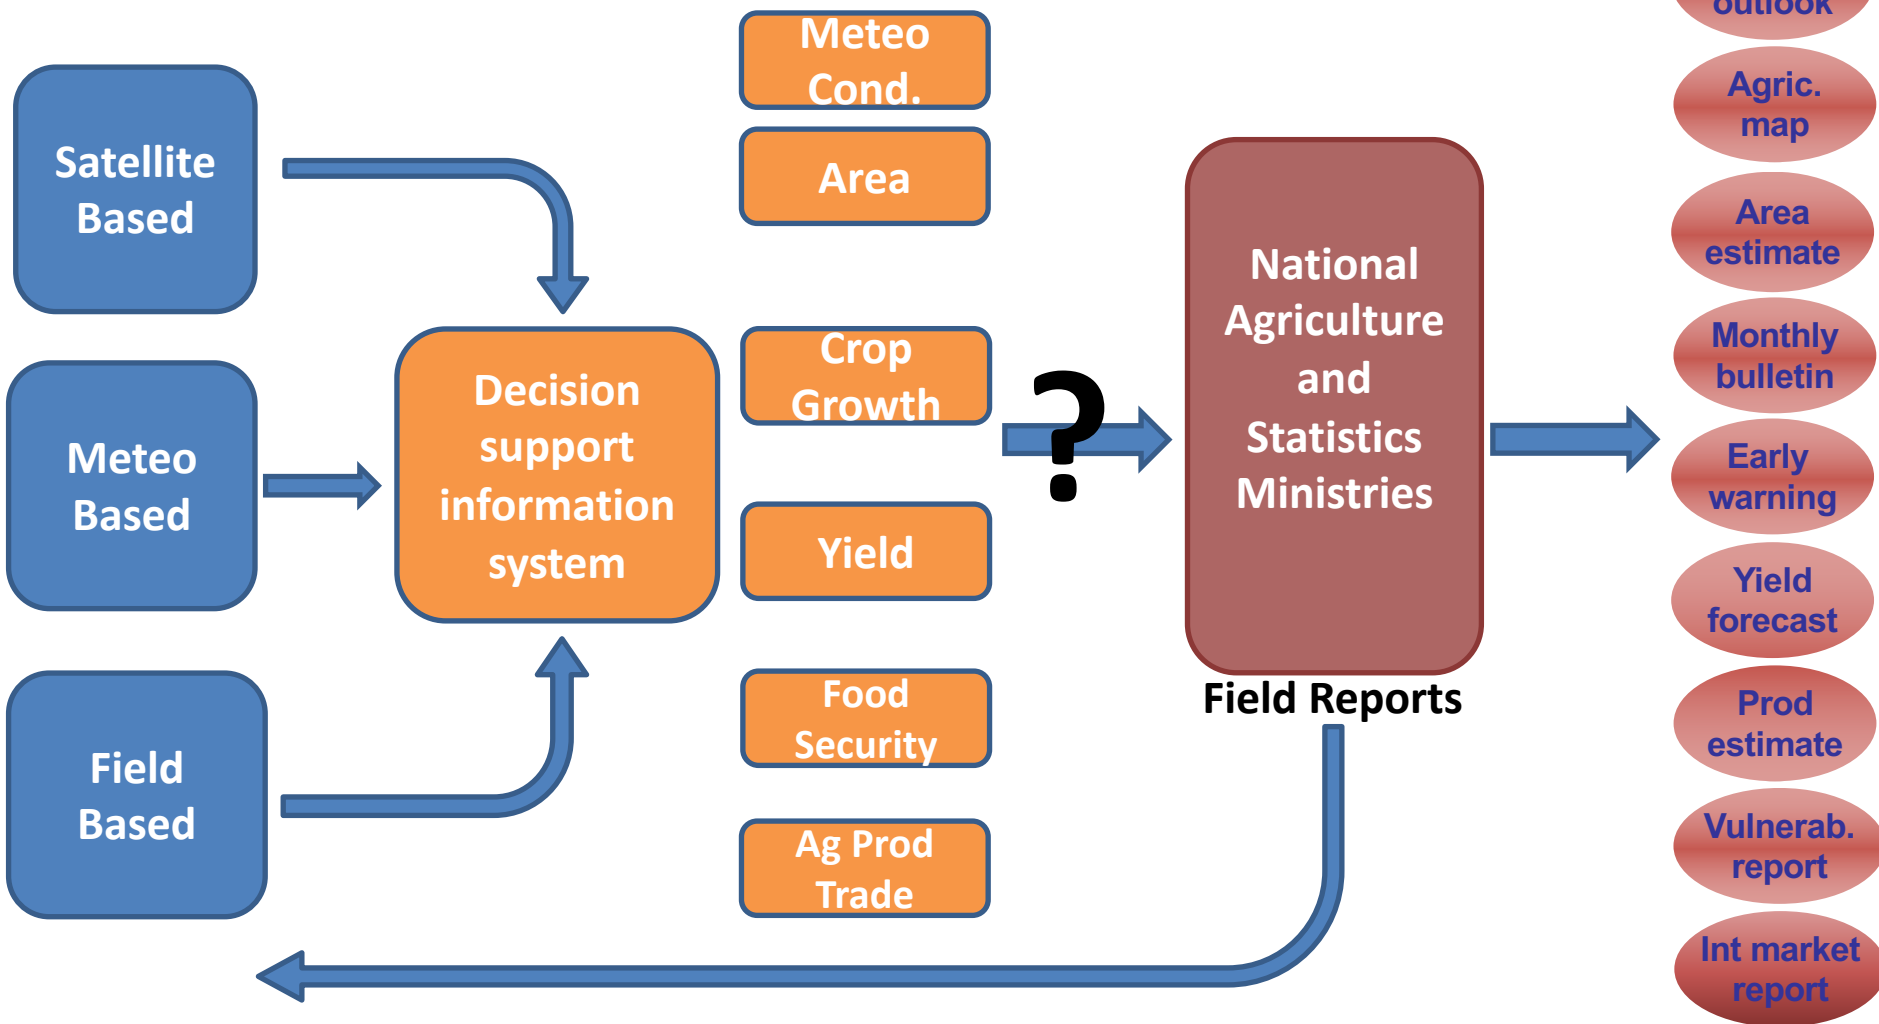 Satellite
Based
Meteo
Based
Field
Based
Decision
support
information
system
Meteo
Cond.
Area
Crop
Growth
Yield
Food
Security
Ag Prod
Trade
?
National
Agriculture
and
Statistics
Ministries
Field Reports
outlook
Agric.
map
Area
estimate
Monthly
bulletin
Early
warning
Yield
forecast
Prod
estimate
Vulnerab.
report
Int market
report